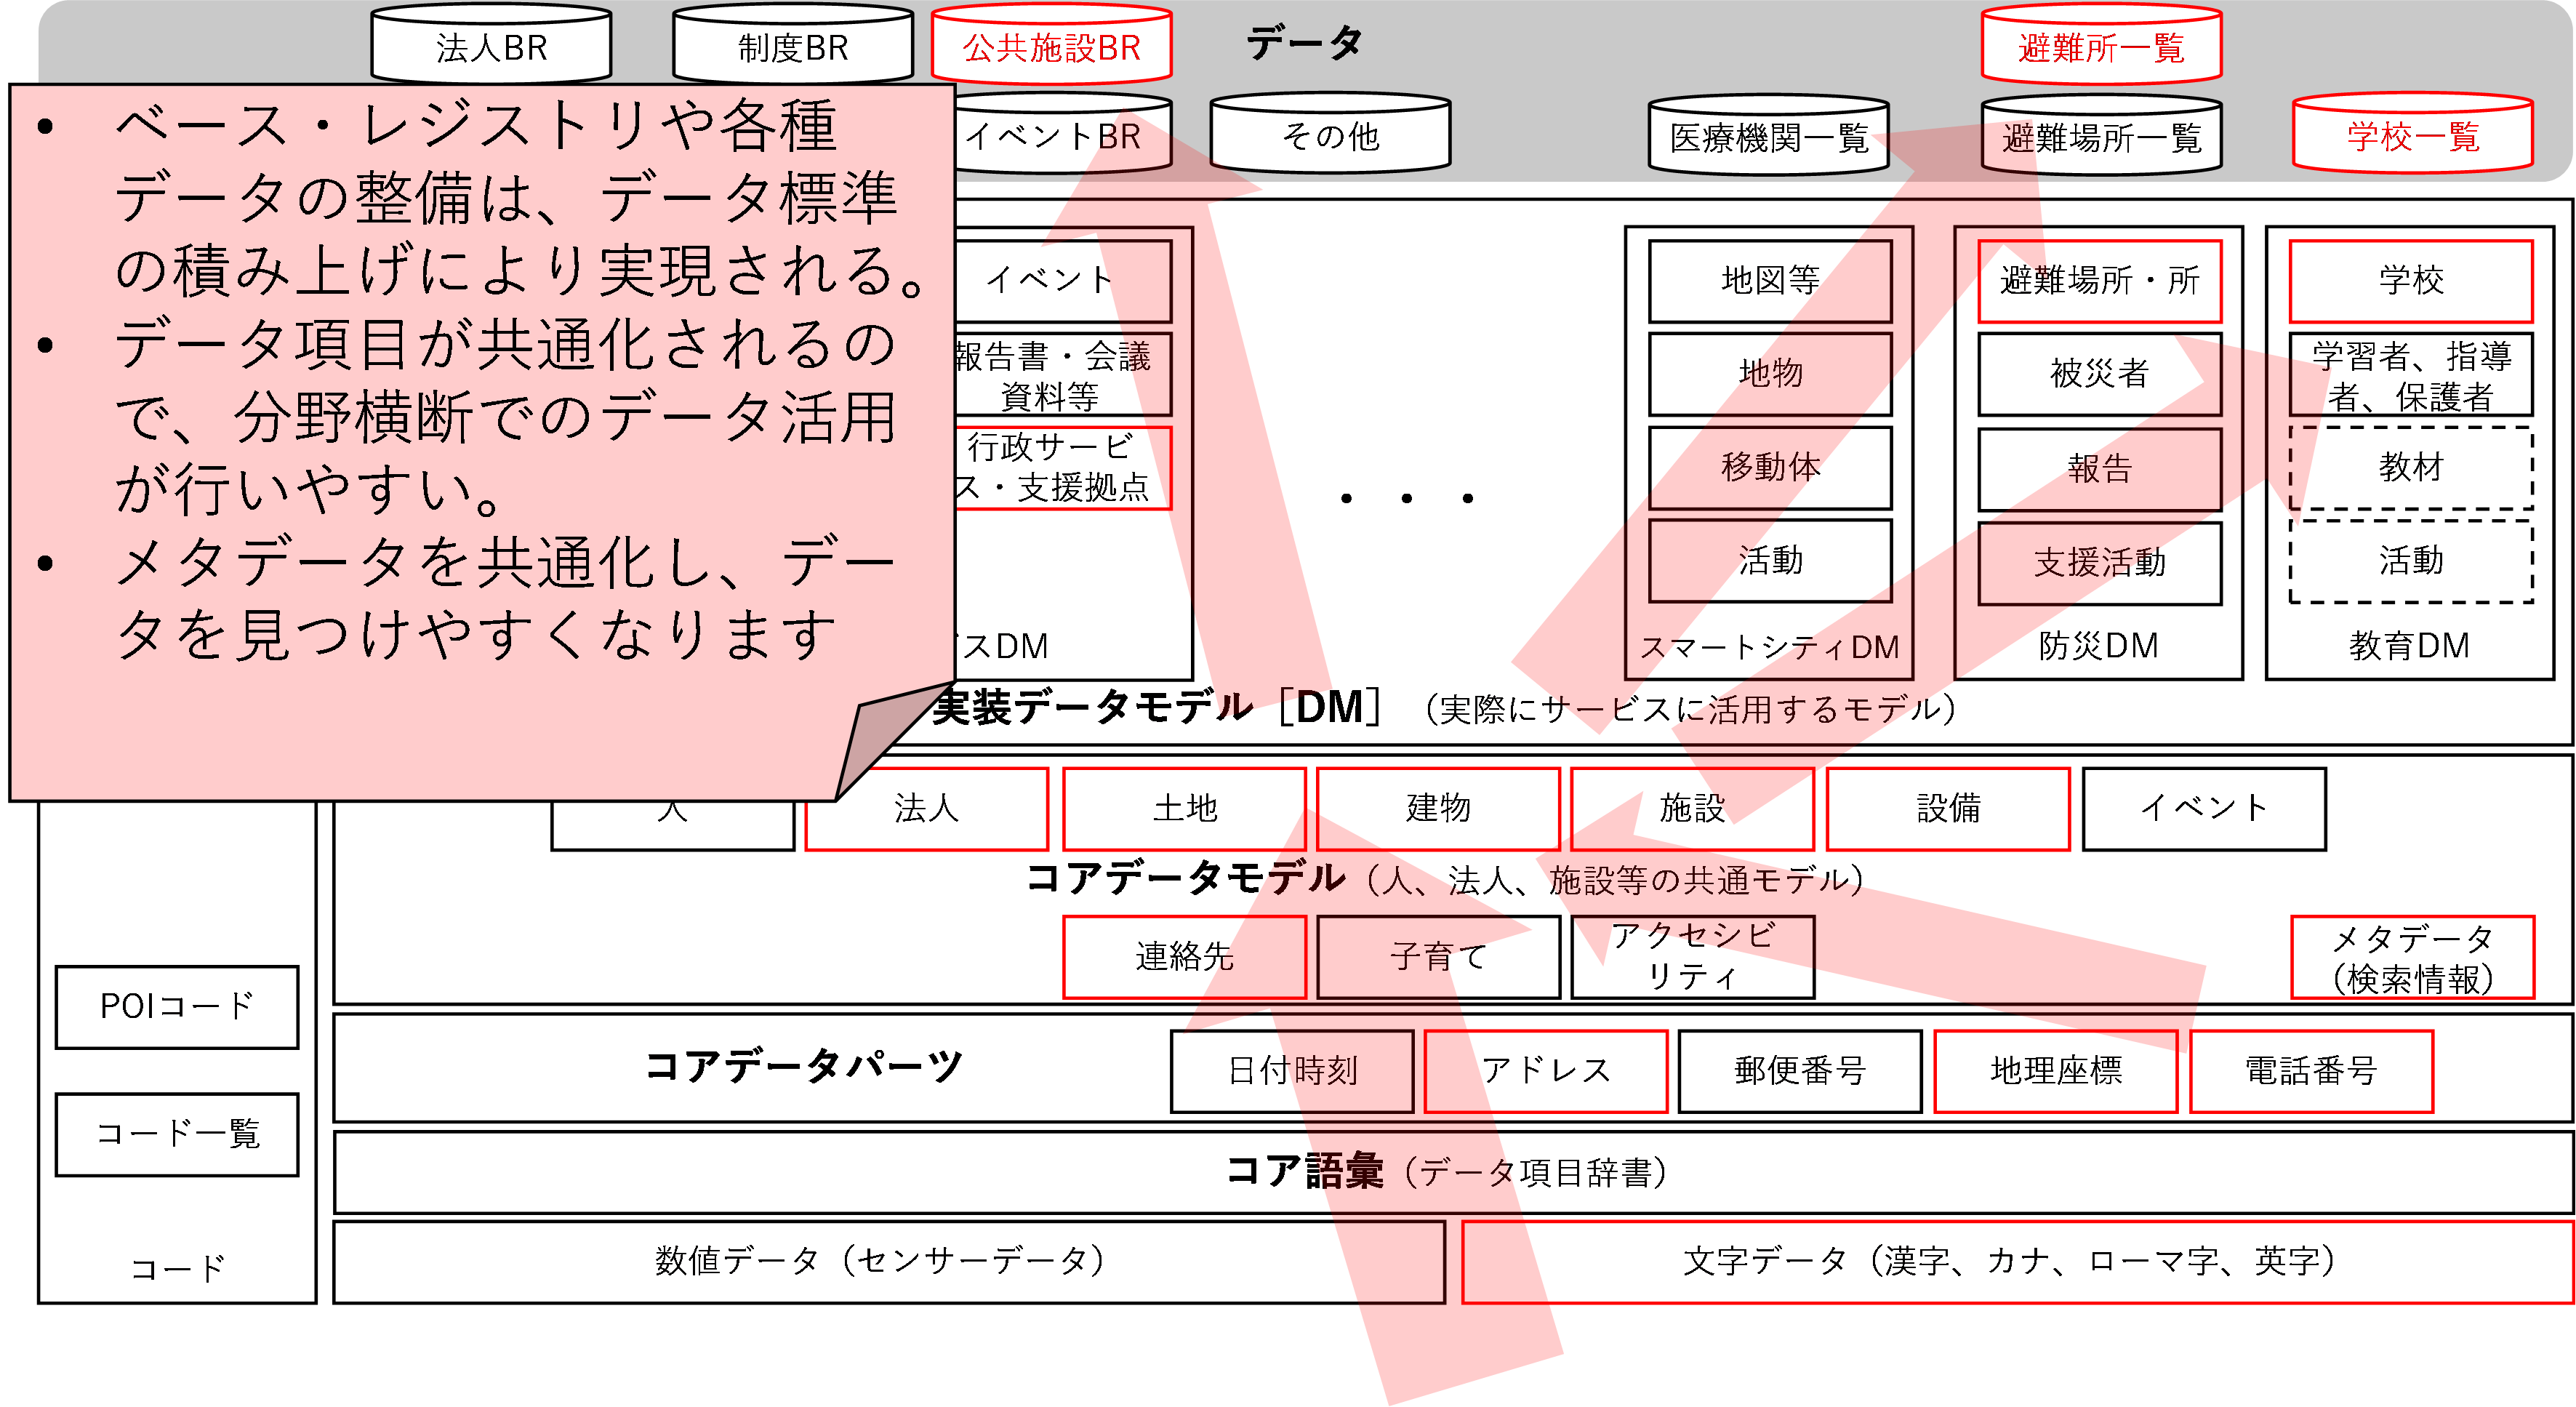 法人BR
制度BR
公共施設BR
データ
避難所一覧
イベントBR
その他
医療機関一覧
避難場所一覧
学校一覧
• ベース・レジストリや各種
データの整備は、データ標準
の積み上げにより実現される。
• データ項目が共通化されるの
で、分野横断でのデータ活用
が行いやすい。
• メタデータを共通化し、デー
タを見つけやすくなります
イベント
報告書・会議
資料等
行政サービ
ス・支援拠点
スDM
・・・
地図等
地物
移動体
活動
スマートシティDM
避難場所・所
被災者
報告
支援活動
防災DM
学校
学習者、指導
者、保護者
教材
活動
教育DM
実装データモデル［DM］（実際にサービスに活用するモデル）
人
法人
土地
建物
施設
設備
イベント
コアデータモデル（人、法人、施設等の共通モデル）
連絡先
子育て
アクセシビ
リティ
メタデータ
（検索情報）
POIコード
コード一覧
コード
コアデータパーツ
日付時刻
アドレス
郵便番号
地理座標
電話番号
コア語彙（データ項目辞書）
数値データ（センサーデータ）
文字データ（漢字、カナ、ローマ字、英字）